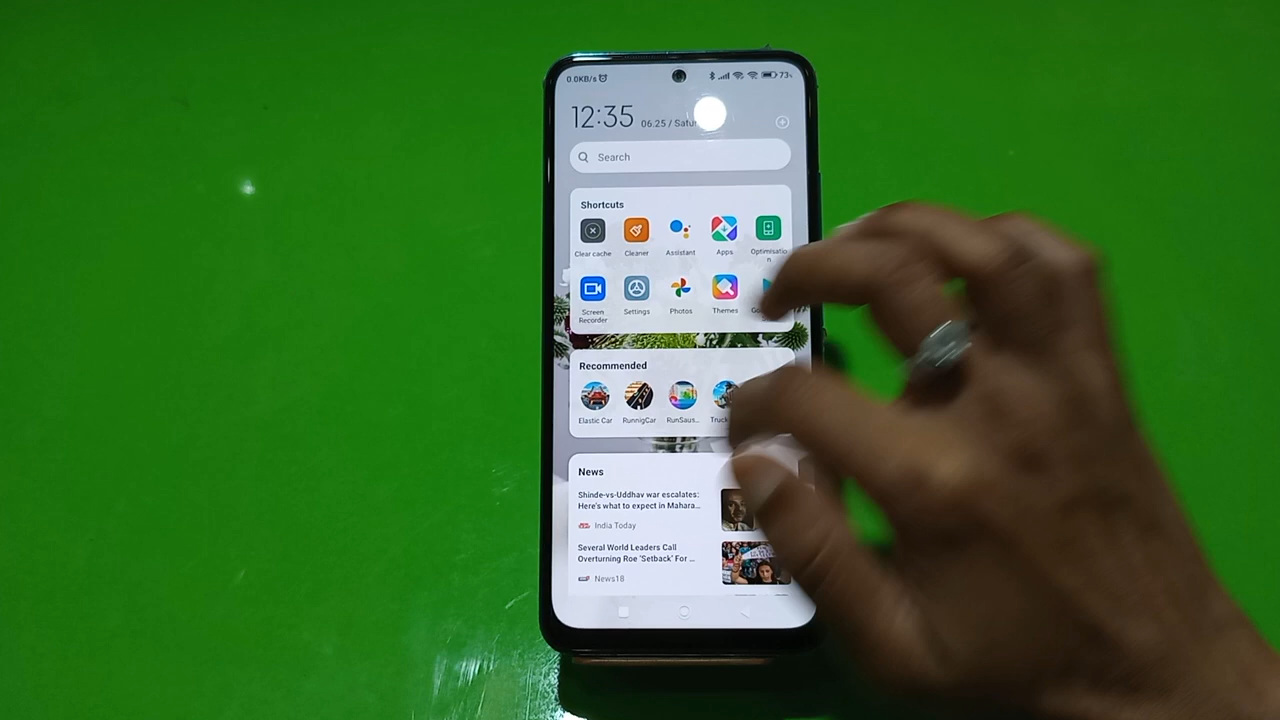 0.0KB/s 73%
12:35 06.25 /
Search
Shortcuts
Clear cache Cleaner Assistant Apps Optimisatio
n
Screen Settings Photos Themes
Recorder
Recommended
Elastic Car RunnigCar RunSaus...
News
Shinde-vs-Uddhav war escalates:
Here's what to expect in Mahara...
India Today
Several World Leaders Call
Overturning Roe 'Setback' For ...
News18